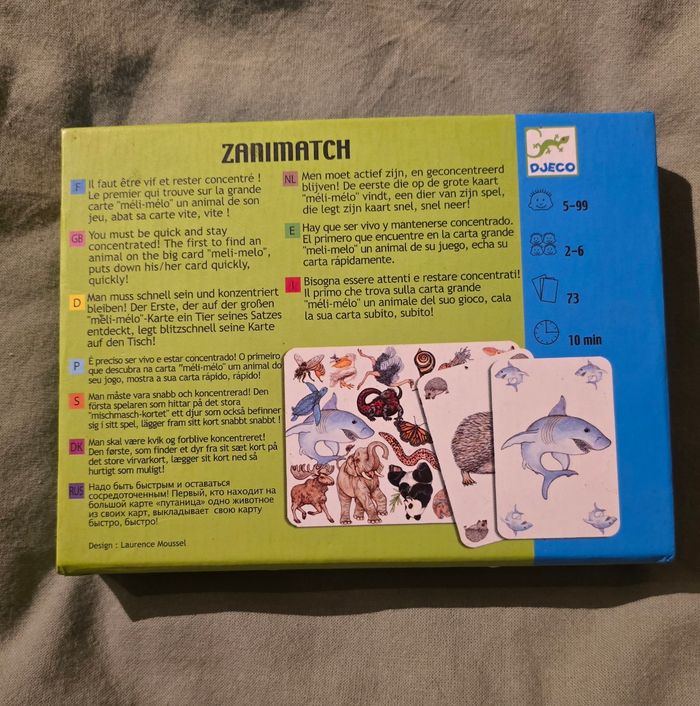 ZANIMATCH
F
Il faut être vif et rester concentré !
Le premier qui trouve sur la grande
carte "méli-mélo" un animal de son
jeu, abat sa carte vite, vite !
GB
You must be quick and stay
concentrated! The first to find an
animal on the big card "meli-melo",
puts down his/her card quickly,
quickly!
D
Man muss schnell sein und konzentriert
bleiben! Der Erste, der auf der großen
"mêli-mélo"-Karte ein Tier seines Satzes
entdeckt, legt blitzschnell seine Karte
auf den Tisch!
P
È preciso ser vivo e estar concentrado! O primeiro
que descubra na carta "méli-mélo" um animal do
seu jogo, mostra a sua carta rápido, rápido!
S
Man måste vara snabb och koncentrerad! Den
första spelaren som hittar på det stora
"mischmasch-kortet" ett djur som också befinner
sig i sitt spel, lägger fram sitt kort snabbt snabbt !
DK
Man skal være kvik og forblive koncentreret!
Den første, som finder et dyr fra sit sæt kort på
det store virvarkort, lægger sit kort ned så
hurtigt som muligt!
RUS
Надо быть быстрым и оставаться
сосредоточенным! Первый, кто находит на
большой карте «путаница» одно животное
из своих карт, выкладывает свою карту
быстро, быстро!
Design : Laurence Moussel
NL
Men moet actief zijn, en geconcentreerd
blijven! De eerste die op de grote kaart
"méli-mélo" vindt, een dier van zijn spel,
die legt zijn kaart snel, snel neer!
E
Hay que ser vivo y mantenerse concentrado.
El primero que encuentre en la carta grande
"meli-melo" un animal de su juego, echa su
carta rápidamente.
I
Bisogna essere attenti e restare concentrati!
Il primo che trova sulla carta grande
"méli-mélo" un animale del suo gioco, cala
la sua carta subito, subito!
DJECO
5-99
2-6
73
10 min